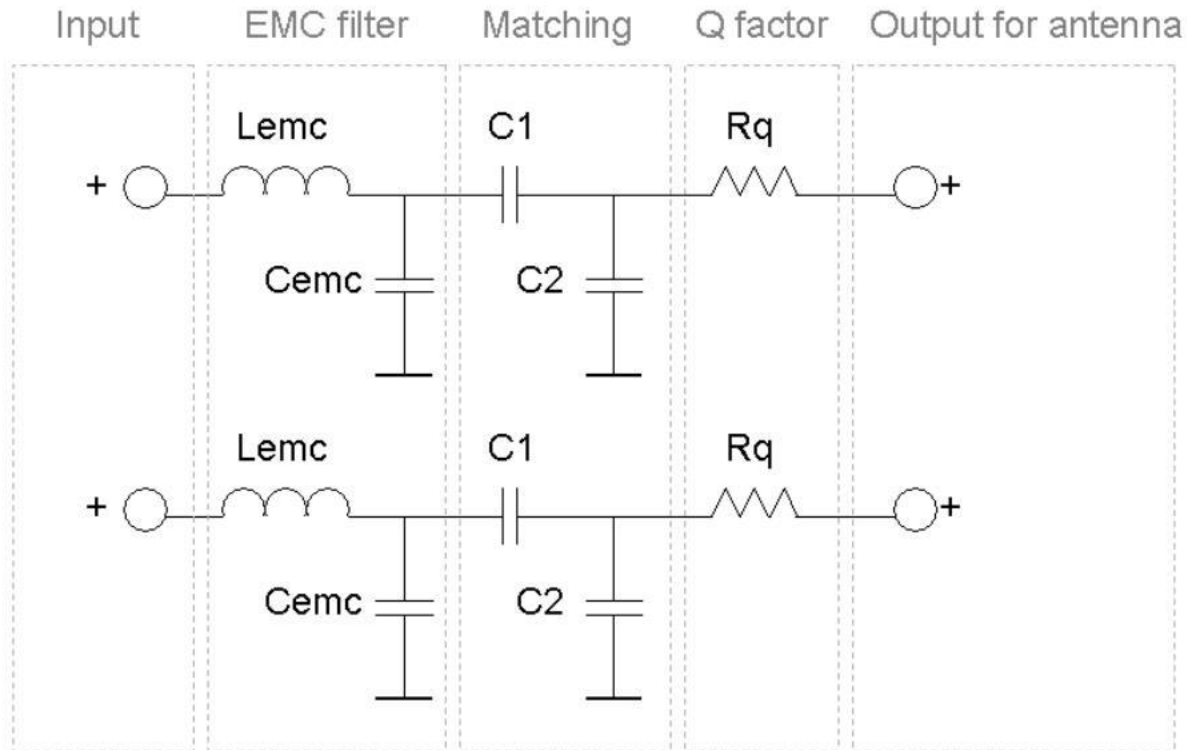 Input EMC filter Matching Q factor Output for antenna
Lemc C1 Rq
+ +
Cemc C2
Lemc C1 Rq
+ +
Cemc C2